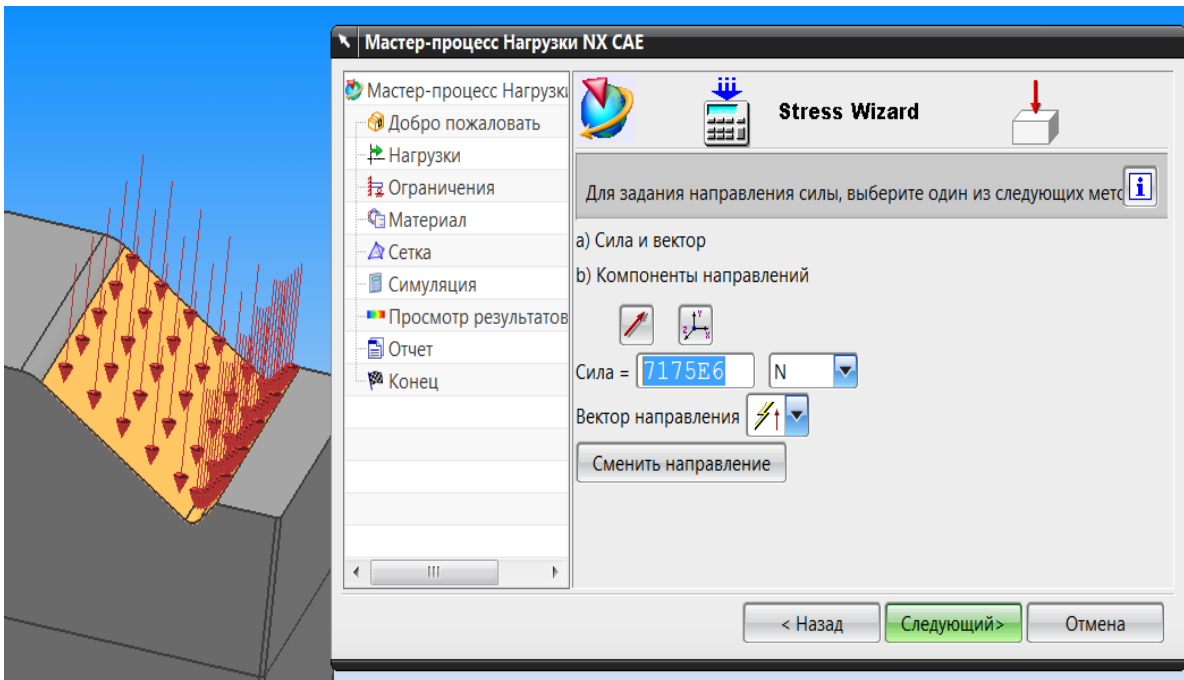 Мастер-процесс Нагрузки NX CAE
Мастер-процесс Нагрузки
Добро пожаловать
Нагрузки
Ограничения
Материал
Сетка
Симуляция
Просмотр результатов
Отчет
Конец
Stress Wizard
Для задания направления силы, выберите один из следующих мето
a) Сила и вектор
b) Компоненты направлений
Y
Z X
Сила = 7175E6 N
Вектор направления
Сменить направление
< Назад Следующий> Отмена